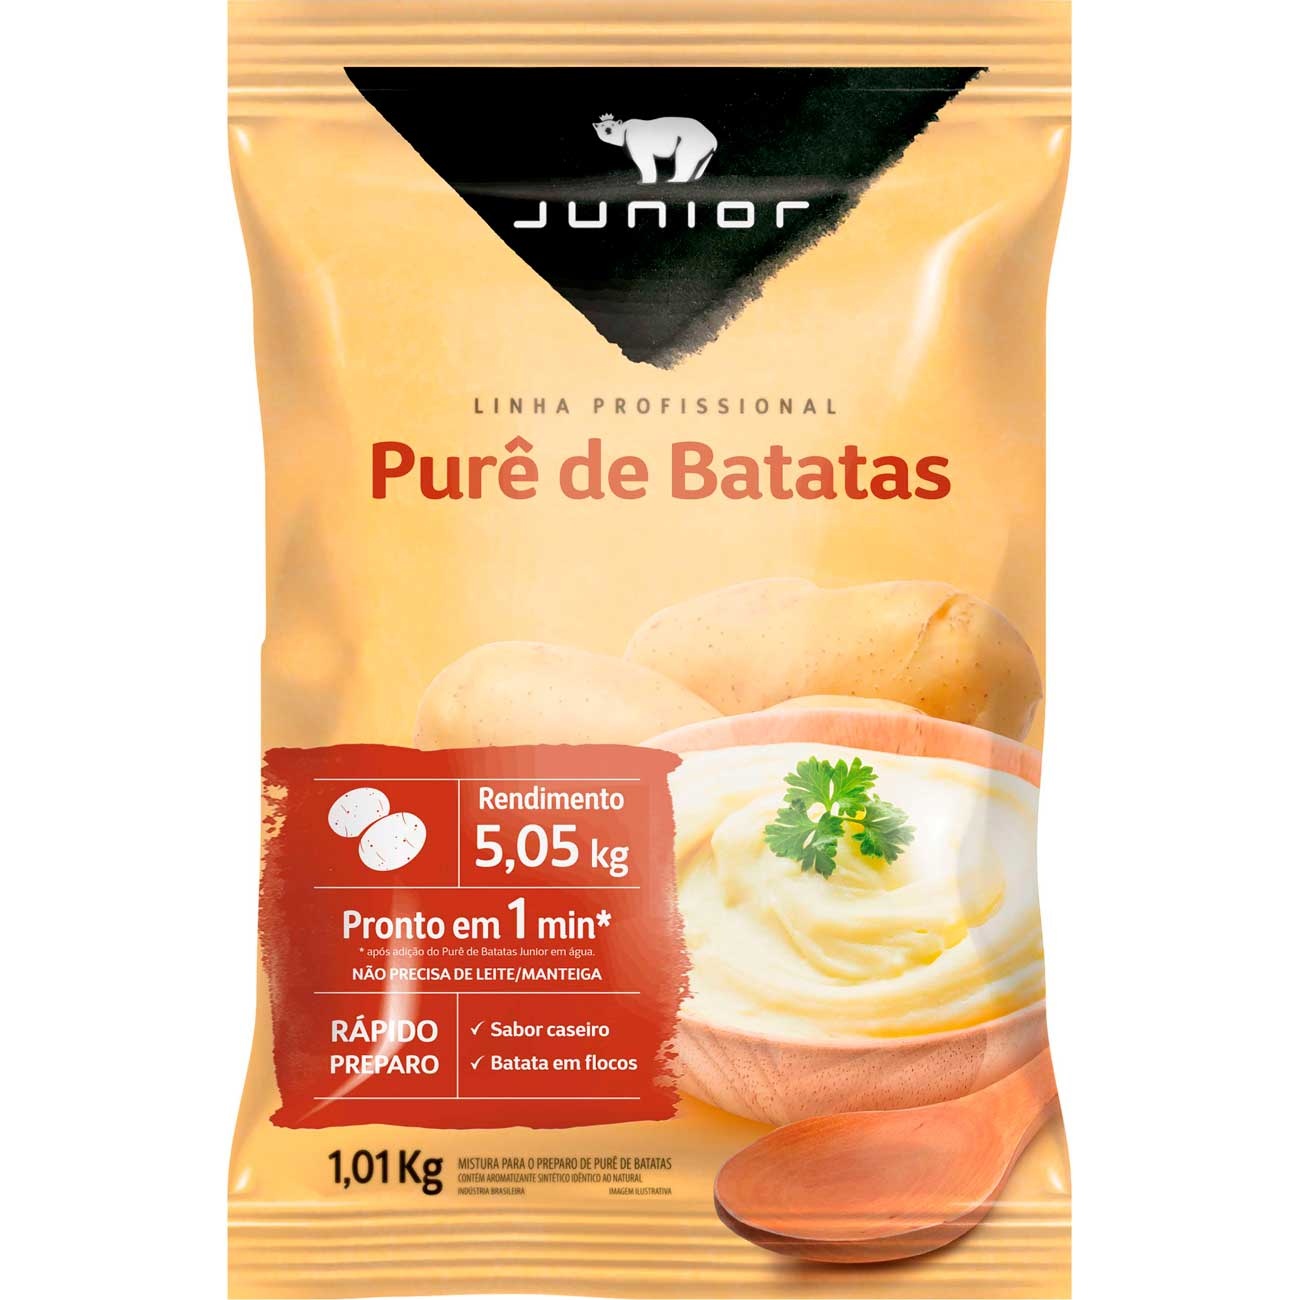 JUNIOR
LINHA PROFISSIONAL
Purê de Batatas
Rendimento
5,05 kg
Pronto em 1 min*
* após adição do Purê de Batatas Junior em água.
NÃO PRECISA DE LEITE/MANTEIGA
RÁPIDO
PREPARO
✓ Sabor caseiro
✓ Batata em flocos
1,01 Kg
MISTURA PARA O PREPARO DE PURÊ DE BATATAS
CONTÉM AROMATIZANTE SINTÉTICO IDÊNTICO AO NATURAL
INDÚSTRIA BRASILEIRA
IMAGEM ILUSTRATIVA